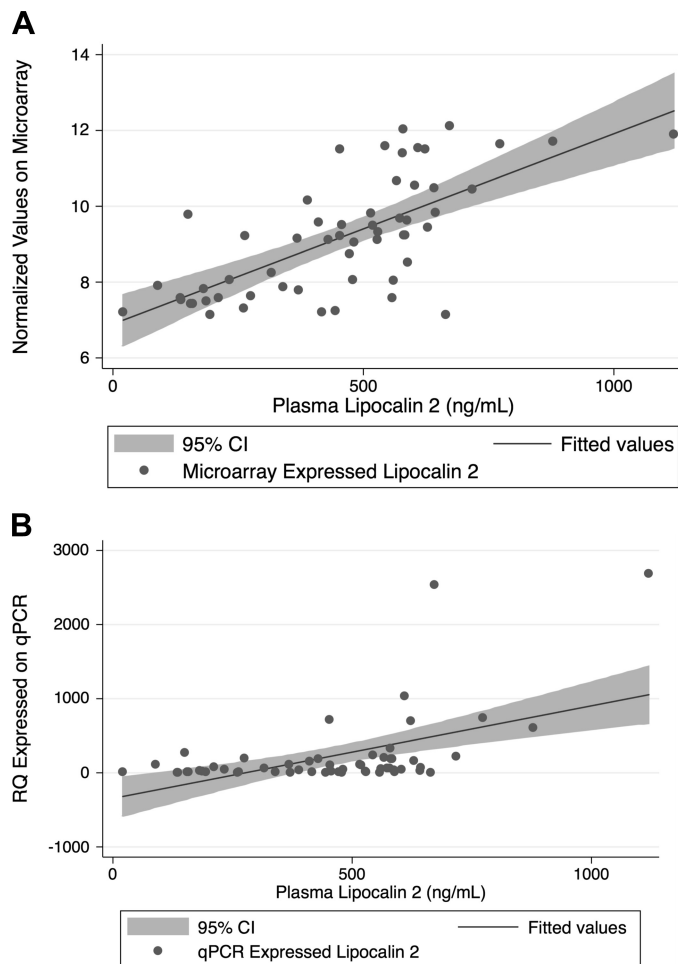 A
Normalized Values on Microarray
14
12
10
8
6
0 500 1000
Plasma Lipocalin 2 (ng/mL)
95% CI Fitted values
Microarray Expressed Lipocalin 2
B
RQ Expressed on qPCR
3000
2000
1000
0
-1000
0 500 1000
Plasma Lipocalin 2 (ng/mL)
95% CI Fitted values
qPCR Expressed Lipocalin 2